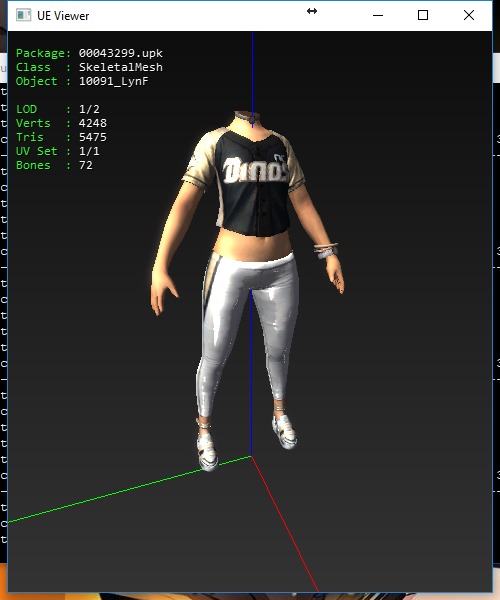 UE Viewer
Package: 00043299.upk
Class : SkeletalMesh
Object : 10091_LynF
LOD : 1/2
Verts : 4248
Tris : 5475
UV Set : 1/1
Bones : 72
Dinos